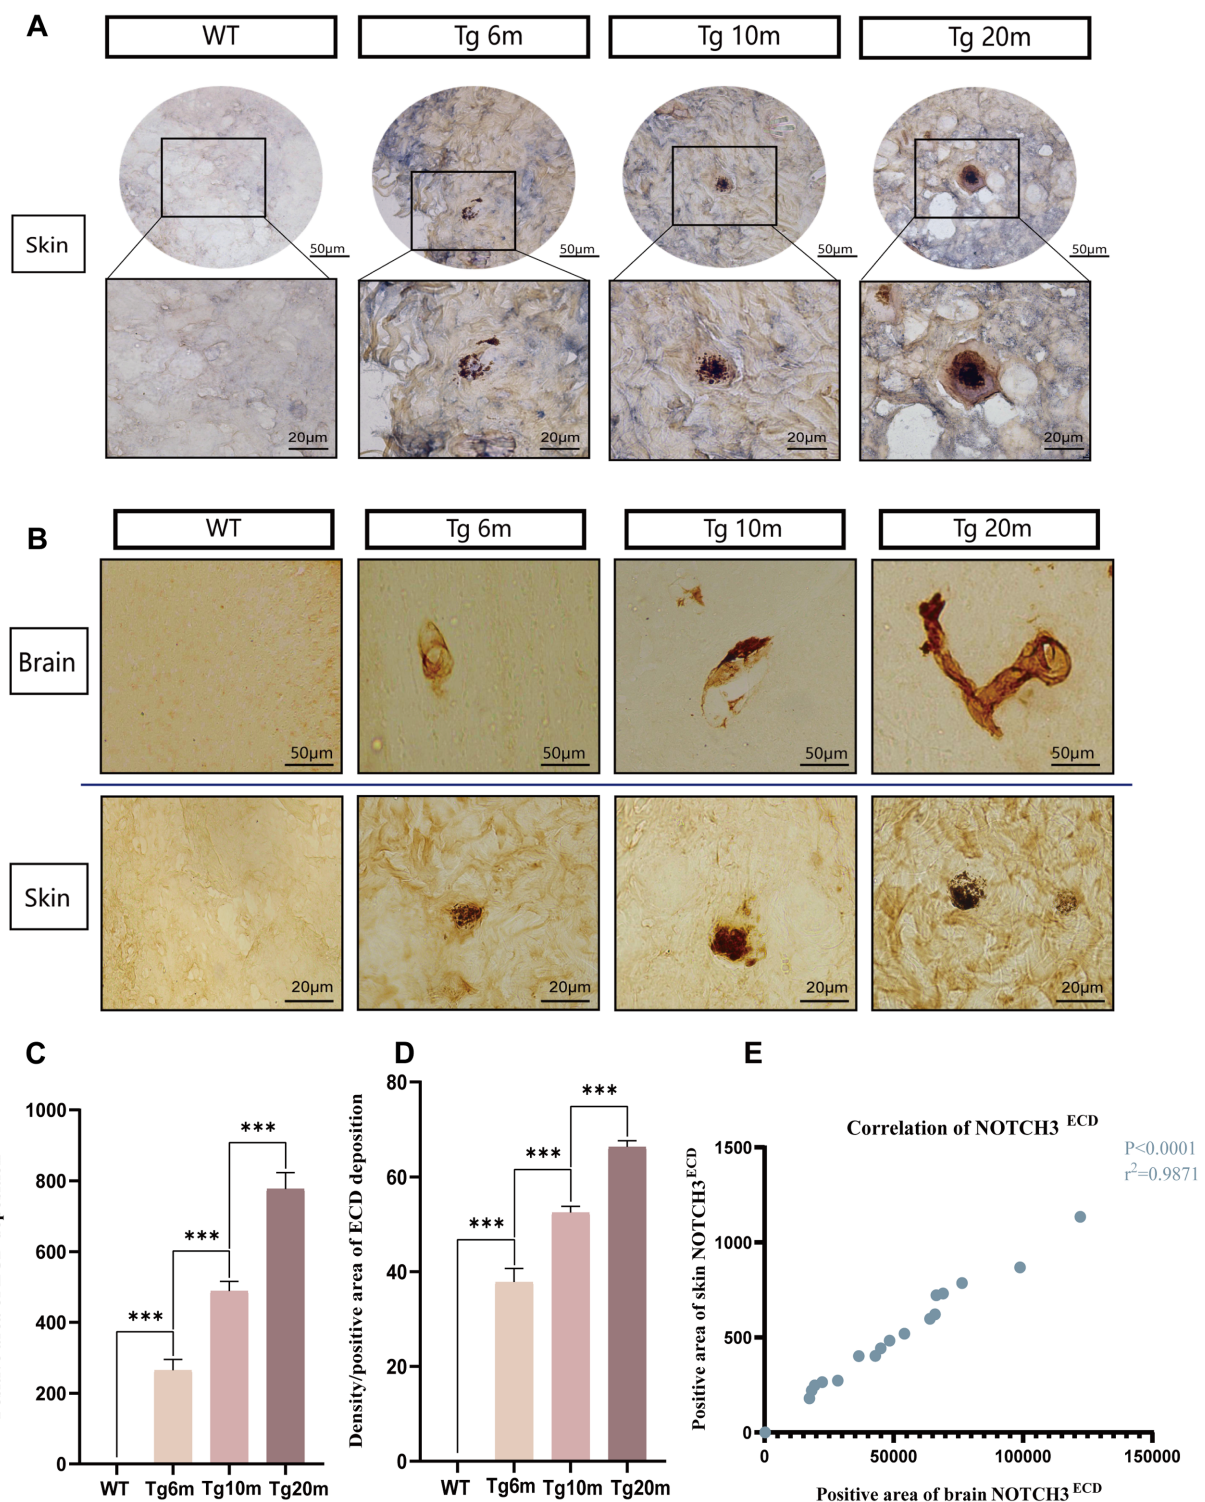 A
WT
Tg 6m
Tg 10m
Tg 20m
Skin
50μm
50μm
50μm
50μm
20μm
20μm
20μm
20μm
B
WT
Tg 6m
Tg 10m
Tg 20m
Brain
50μm
50μm
50μm
50μm
Skin
20μm
20μm
20μm
20μm
C
1000
800
600
400
200
0
***
***
***
WT
Tg6m
Tg10m
Tg20m
D
Density/positive area of ECD deposition
80
60
40
20
0
***
***
***
WT
Tg6m
Tg10m
Tg20m
E
Correlation of NOTCH3 ECD
P<0.0001
r2=0.9871
Positive area of skin NOTCH3 ECD
1500
1000
500
0
0
50000
100000
150000
Positive area of brain NOTCH3 ECD